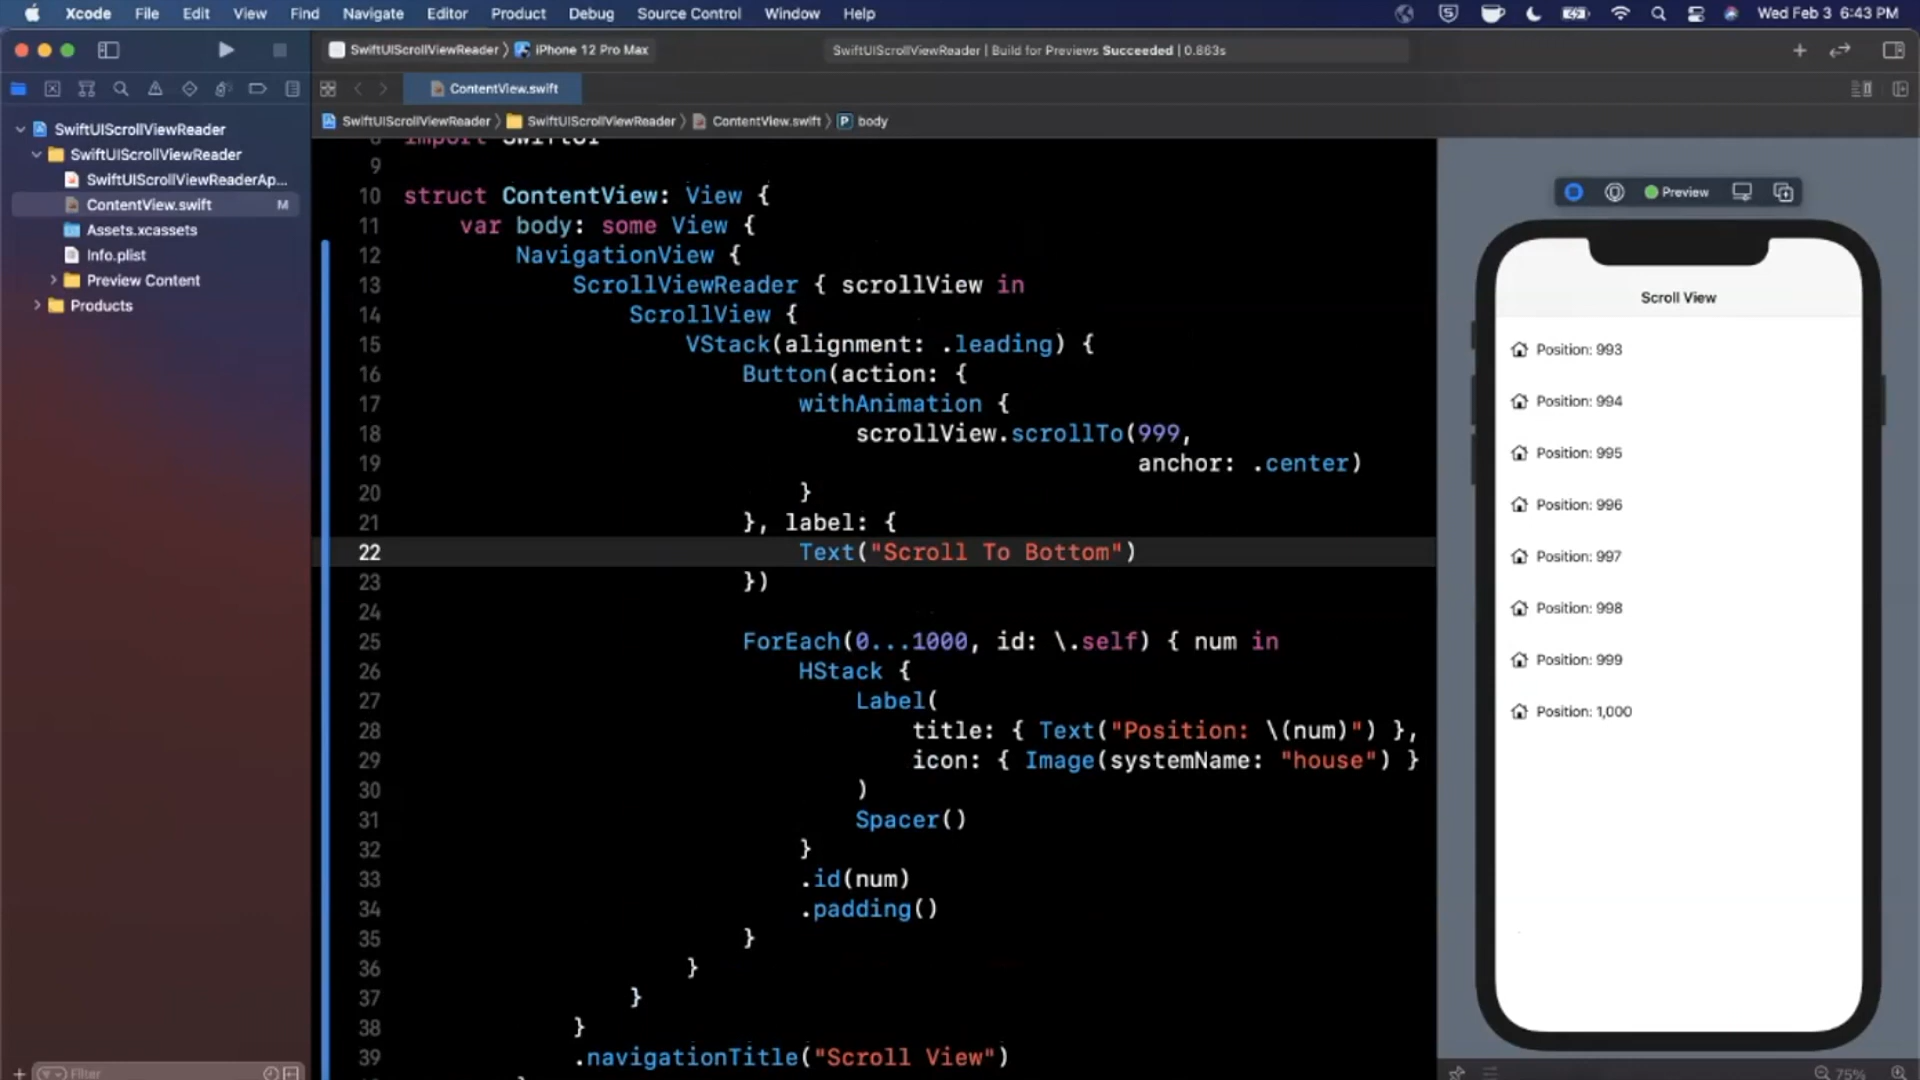 Xcode File Edit View Find Navigate Editor Product Debug Source Control Window Help Wed Feb 3 6:43 PM
SwiftUIScrollViewReader iPhone 12 Pro Max
SwiftUIScrollViewReader | Build for Previews Succeeded | 0.863s
ContentView.swift
SwiftUIScrollViewReader SwiftUIScrollViewReader ContentView.swift P body
SwiftUIScrollViewReader
SwiftUIScrollViewReader
SwiftUIScrollViewReaderAp...
ContentView.swift M
Assets.xcassets
Info.plist
Preview Content
Products
Filter
8 import SwiftUI
9
10 struct ContentView: View {
11 var body: some View {
12 NavigationView {
13 ScrollViewReader { scrollView in
14 ScrollView {
15 VStack(alignment: .leading) {
16 Button(action: {
17 withAnimation {
18 scrollView.scrollTo(999,
19 anchor: .center)
20 }
21 }, label: {
22 Text("Scroll To Bottom")
23 })
24
25 ForEach(0...1000, id: \.self) { num in
26 HStack {
27 Label(
28 title: { Text("Position: \(num)") },
29 icon: { Image(systemName: "house") }
30 )
31 Spacer()
32 }
33 .id(num)
34 .padding()
35 }
36 }
37 }
38 }
39 .navigationTitle("Scroll View")
Preview
Scroll View
Position: 993
Position: 994
Position: 995
Position: 996
Position: 997
Position: 998
Position: 999
Position: 1,000
75%